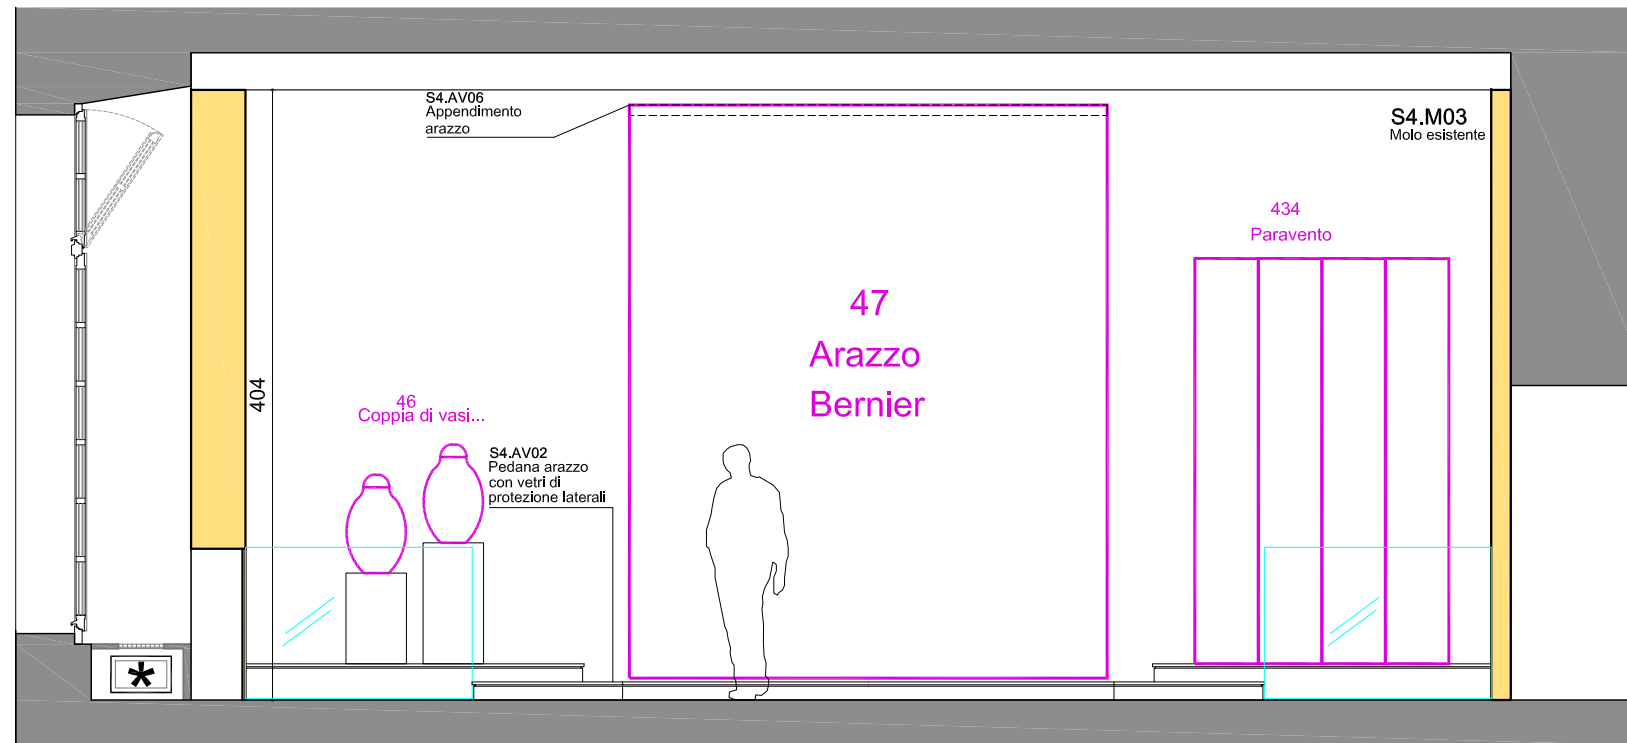 S4.AV06
Appendimento
arazzo
S4.M03
Molo esistente
434
Paravento
47
Arazzo
Bernier
404
46
Coppia di vasi...
S4.AV02
Pedana arazzo
con vetri di
protezione laterali
*